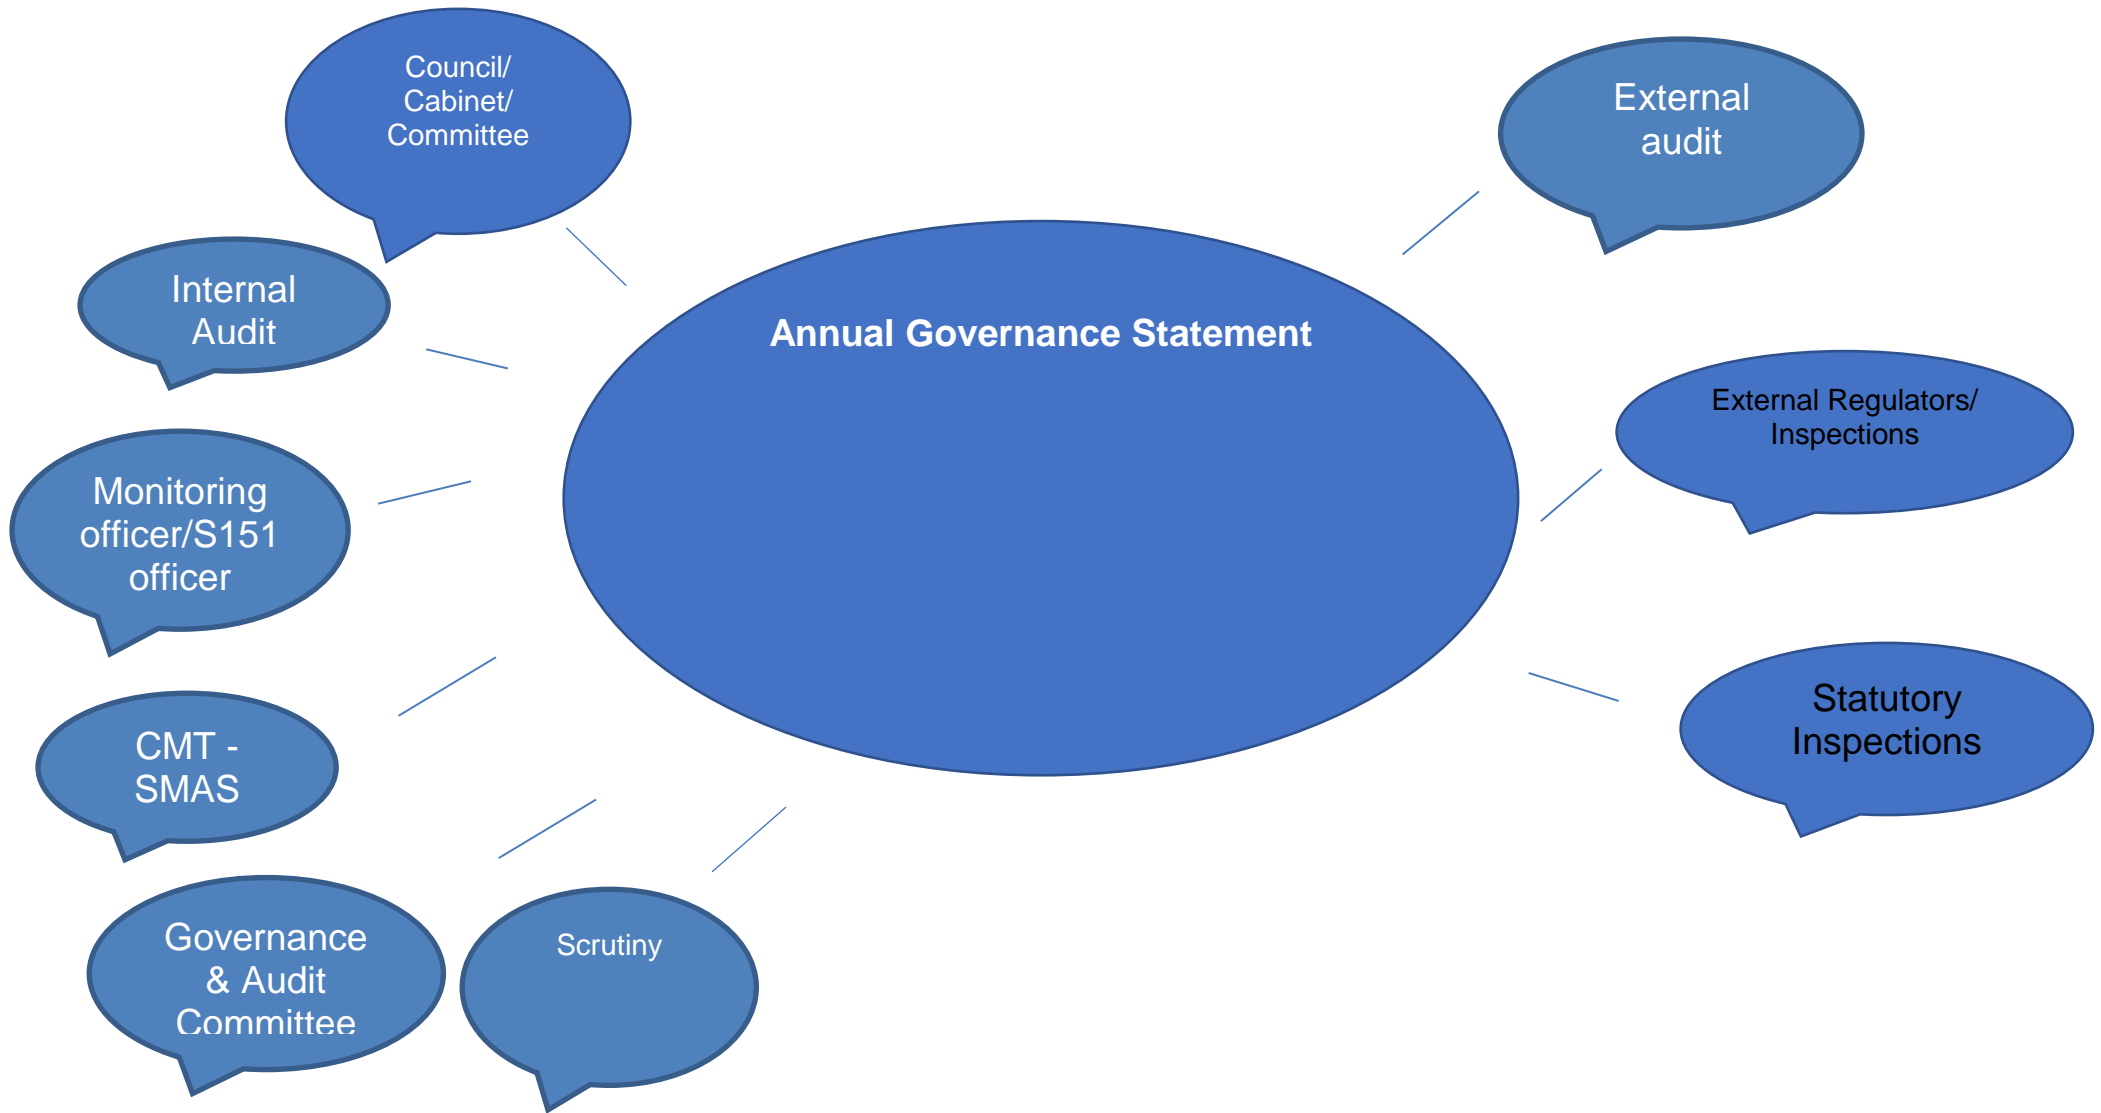 Council/
Cabinet/
Committee
External
audit
Internal
Audit
Annual Governance Statement
External Regulators/
Inspections
Monitoring
officer/S151
officer
Statutory
Inspections
CMT -
SMAS
Governance
& Audit
Committee
Scrutiny